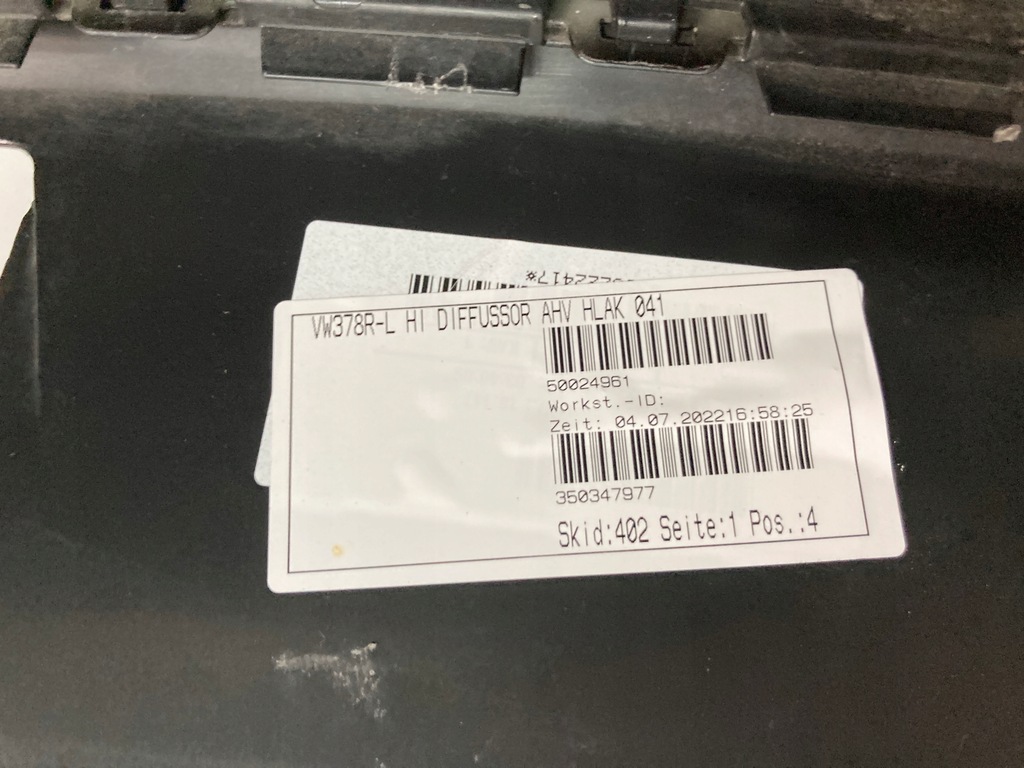 VW378R-L HI DIFFUSSOR AHV HLAK 041
50024961
Workst.-ID:
Zeit: 04.07.202216:58:25
350347977
Skid:402 Seite:1 Pos.:4